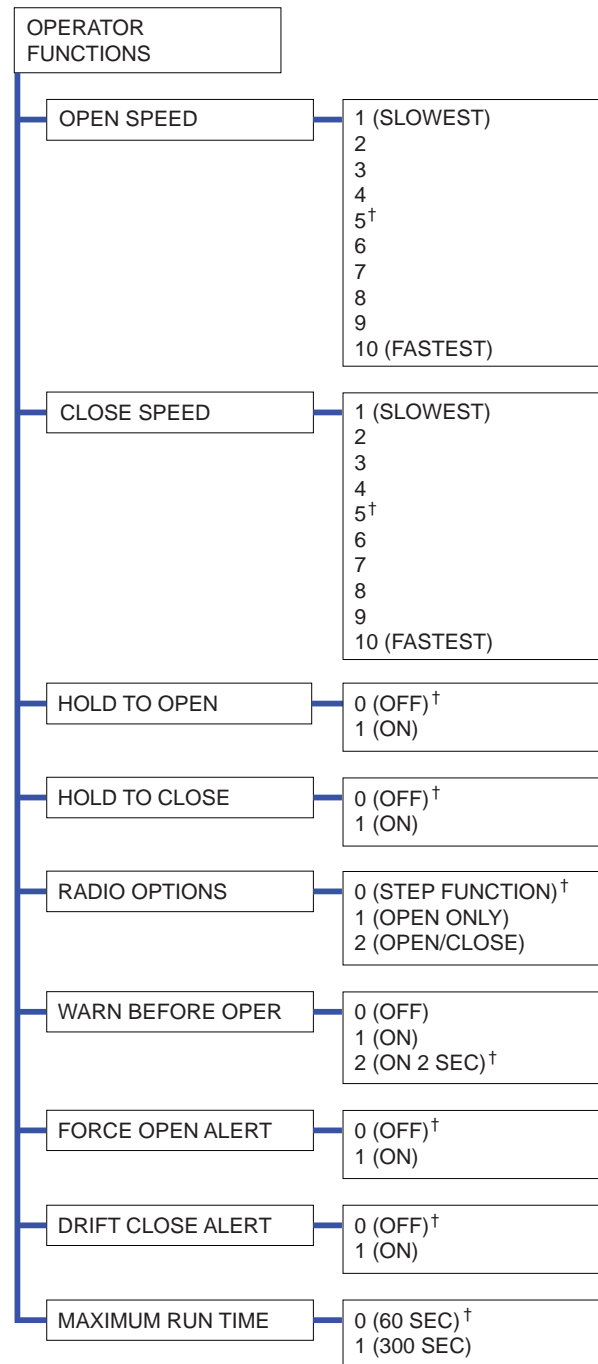 OPERATOR
FUNCTIONS
OPEN SPEED
1 (SLOWEST)
2
3
4
5†
6
7
8
9
10 (FASTEST)
CLOSE SPEED
1 (SLOWEST)
2
3
4
5†
6
7
8
9
10 (FASTEST)
HOLD TO OPEN
0 (OFF)†
1 (ON)
HOLD TO CLOSE
0 (OFF)†
1 (ON)
RADIO OPTIONS
0 (STEP FUNCTION)†
1 (OPEN ONLY)
2 (OPEN/CLOSE)
WARN BEFORE OPER
0 (OFF)
1 (ON)
2 (ON 2 SEC)†
FORCE OPEN ALERT
0 (OFF)†
1 (ON)
DRIFT CLOSE ALERT
0 (OFF)†
1 (ON)
MAXIMUM RUN TIME
0 (60 SEC)†
1 (300 SEC)